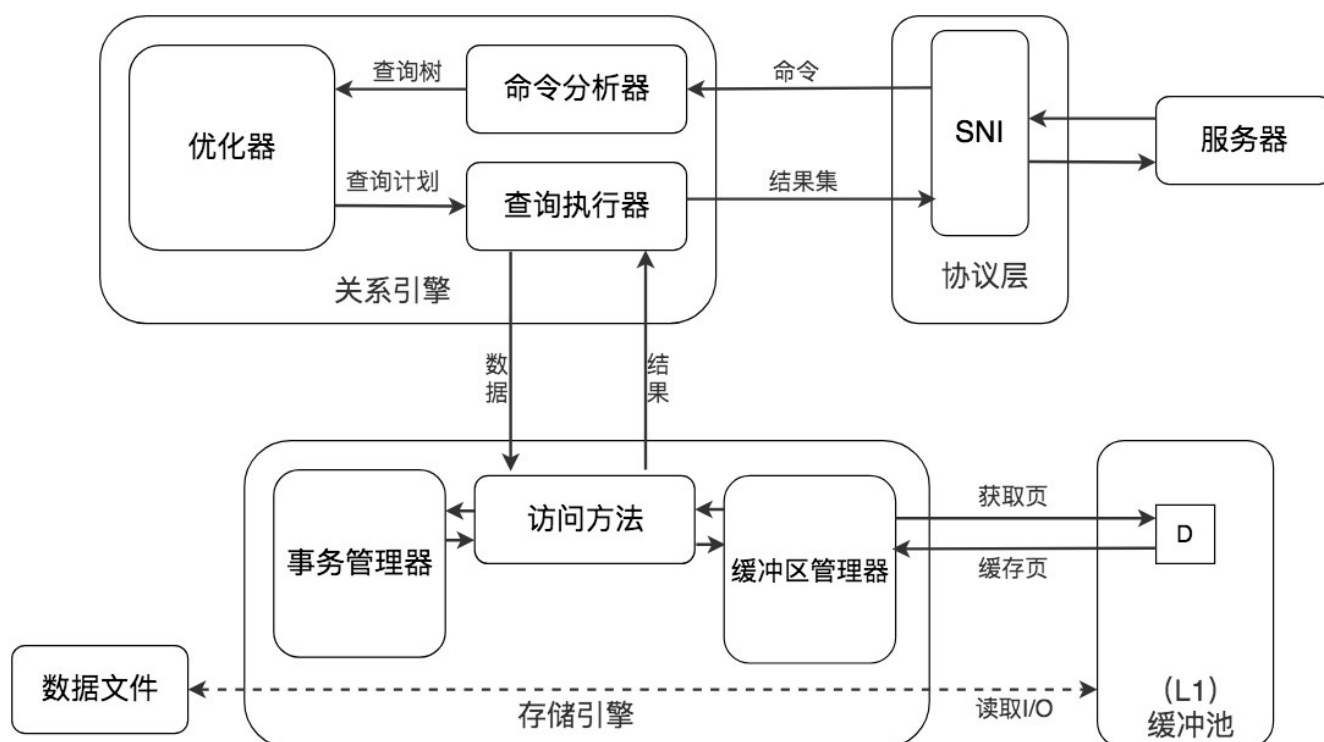 查询树
命令分析器
命令
SNI
优化器
服务器
查询计划
查询执行器
结果集
关系引擎
协议层
数
据
结
果
访问方法
获取页
D
事务管理器
缓冲区管理器
缓存页
数据文件
存储引擎
读取I/O
（L1）
缓冲池